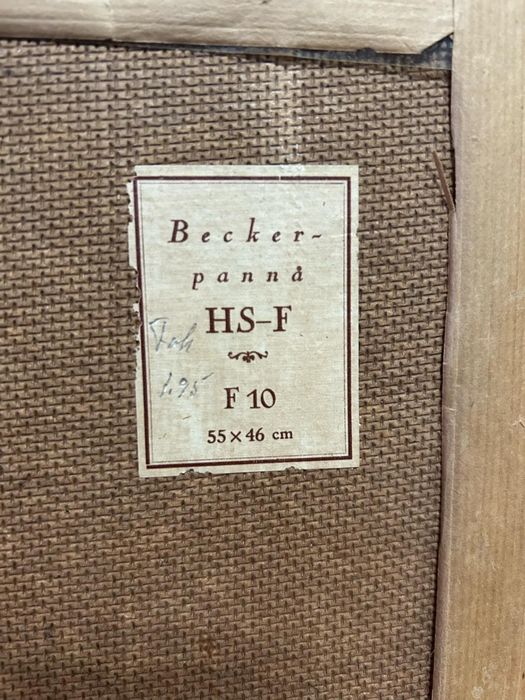 Becker-
pannå
HS-F
F 10
55 × 46 cm